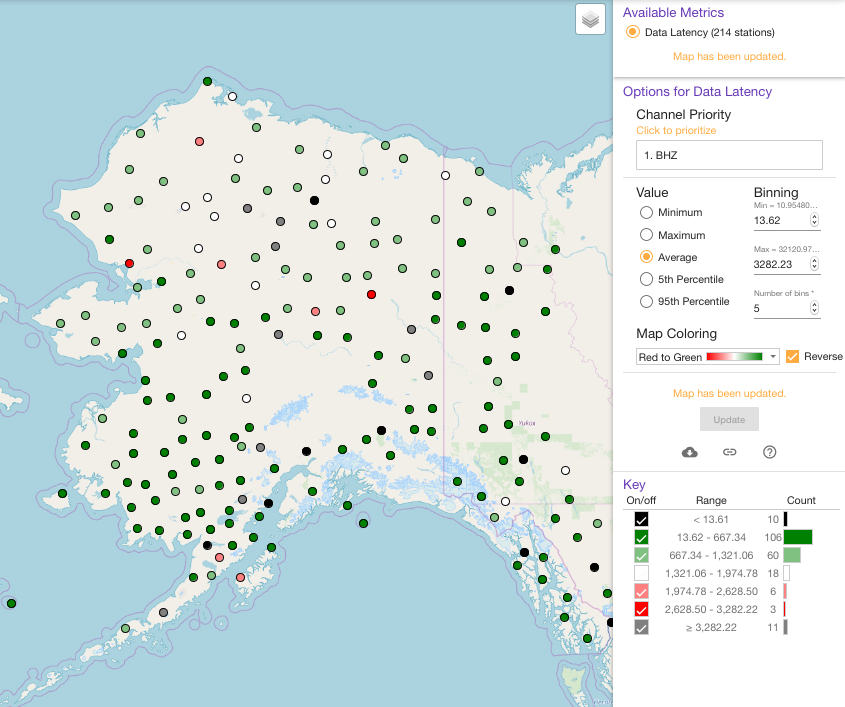 Available Metrics
Data Latency (214 stations)
Map has been updated.
Options for Data Latency
Channel Priority
Click to prioritize
1. BHZ
Value
Minimum
Maximum
Average
5th Percentile
95th Percentile
Binning
Min = 10.95480...
13.62
Max = 32120.97...
3282.23
Number of bins *
5
Map Coloring
Red to Green
Reverse
Map has been updated.
Update
Yukon
Key
On/off Range Count
< 13.61 10
13.62 - 667.34 106
667.34 - 1,321.06 60
1,321.06 - 1,974.78 18
1,974.78 - 2,628.50 6
2,628.50 - 3,282.22 3
≥ 3,282.22 11